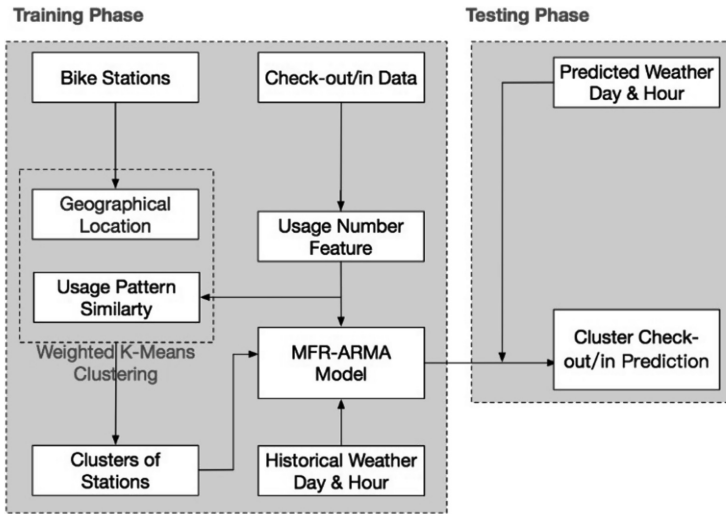 Training Phase
Testing Phase
Bike Stations
Check-out/in Data
Predicted Weather
Day & Hour
Geographical
Location
Usage Number
Feature
Usage Pattern
Similarty
Weighted K-Means
Clustering
MFR-ARMA
Model
Cluster Check-
out/in Prediction
Clusters of
Stations
Historical Weather
Day & Hour